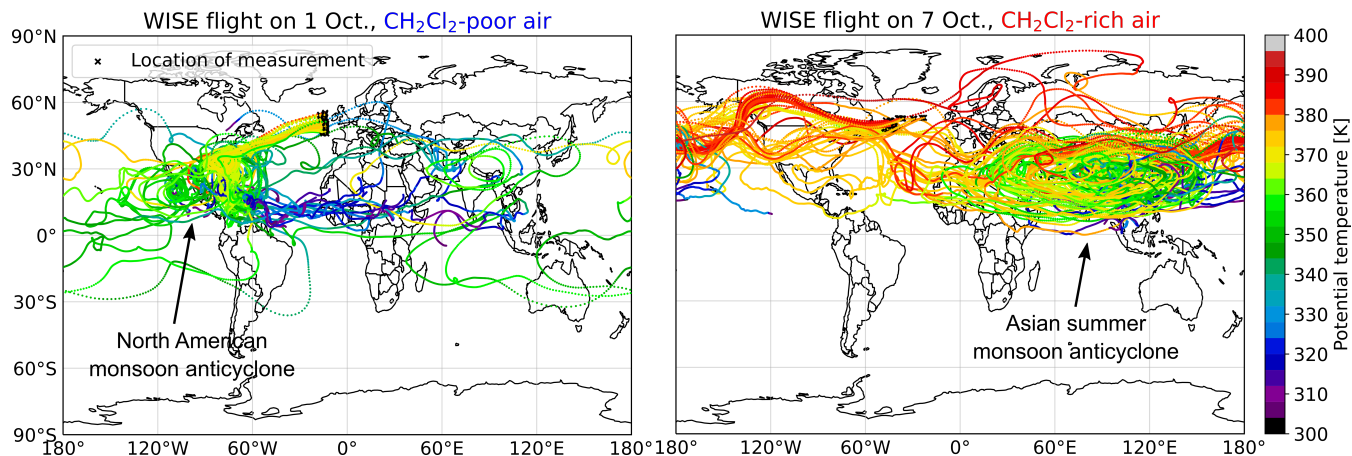 WISE flight on 1 Oct., CH₂Cl₂-poor air
90°N
60°N
30°N
0°
30°S
60°S
90°S
Location of measurement
North American
monsoon anticyclone
180°
120°W
60°W
0°
60°E
120°E
180°
WISE flight on 7 Oct., CH₂Cl₂-rich air
Asian summer
monsoon anticyclone
180°
120°W
60°W
0°
60°E
120°E
180°
400
390
380
370
360
350
340
330
320
310
300
Potential temperature [K]